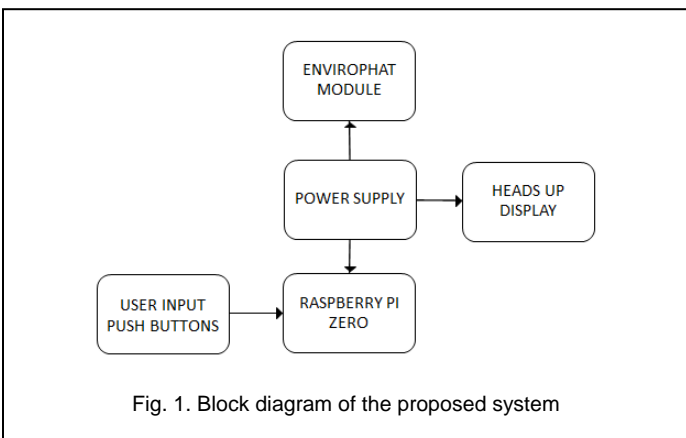 ENVIROPHAT
MODULE
POWER SUPPLY
HEADS UP
DISPLAY
USER INPUT
PUSH BUTTONS
RASPBERRY PI
ZERO
Fig. 1. Block diagram of the proposed system